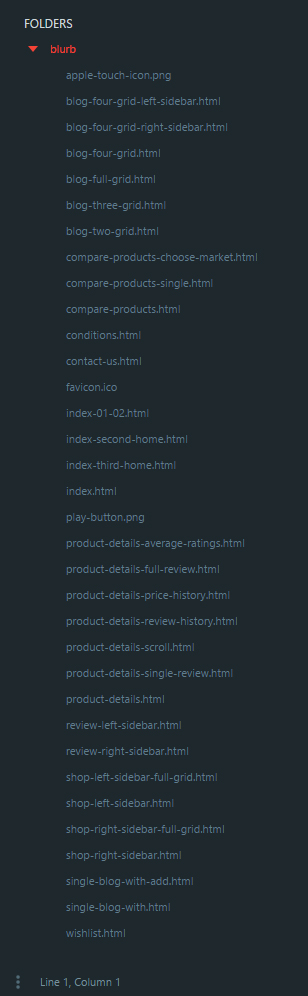 FOLDERS
blurb
apple-touch-icon.png
blog-four-grid-left-sidebar.html
blog-four-grid-right-sidebar.html
blog-four-grid.html
blog-full-grid.html
blog-three-grid.html
blog-two-grid.html
compare-products-choose-market.html
compare-products-single.html
compare-products.html
conditions.html
contact-us.html
favicon.ico
index-01-02.html
index-second-home.html
index-third-home.html
index.html
play-button.png
product-details-average-ratings.html
product-details-full-review.html
product-details-price-history.html
product-details-review-history.html
product-details-scroll.html
product-details-single-review.html
product-details.html
review-left-sidebar.html
review-right-sidebar.html
shop-left-sidebar-full-grid.html
shop-left-sidebar.html
shop-right-sidebar-full-grid.html
shop-right-sidebar.html
single-blog-with-add.html
single-blog-with.html
wishlist.html
Line 1, Column 1